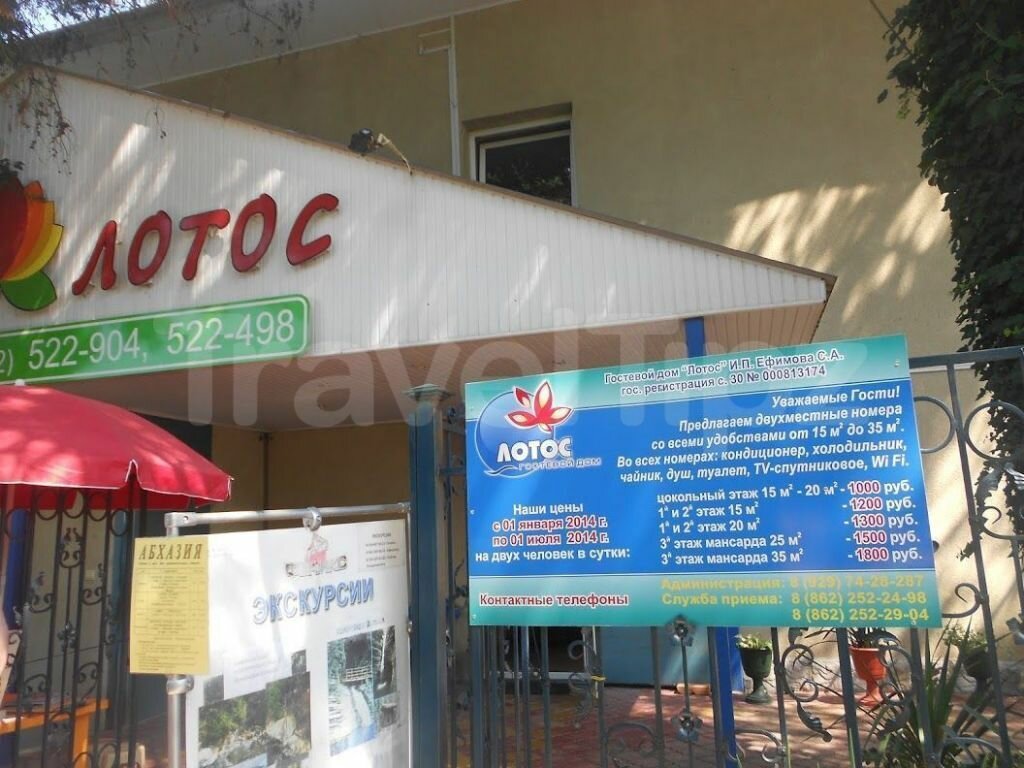 ЛОТОС
2) 522-904, 522-498
TravelTr
Гостевой дом "Лотос" И.П. Ефимова С.А.
гос. регистрация с. 30 № 000813174
ЛОТОС
ГОСТЕВОЙ ДОМ
Уважаемые Гости!
Предлагаем двухместные номера
со всеми удобствами от 15 м² до 35 м².
Во всех номерах: кондиционер, холодильник,
чайник, душ, туалет, TV-спутниковое, Wi Fi.
Наши цены
с 01 января 2014 г.
по 01 июля 2014 г.
на двух человек в сутки:
цокольный этаж 15 м² - 20 м² - 1000 руб.
1й и 2й этаж 15 м² - 1200 руб.
1й и 2й этаж 20 м² - 1300 руб.
3й этаж мансарда 25 м² - 1500 руб.
3й этаж мансарда 35 м² - 1800 руб.
Контактные телефоны
Администрация: 8 (929) 74-28-287
Служба приема: 8 (862) 252-24-98
8 (862) 252-29-04
АБХАЗИЯ
ЭКСКУРСИИ